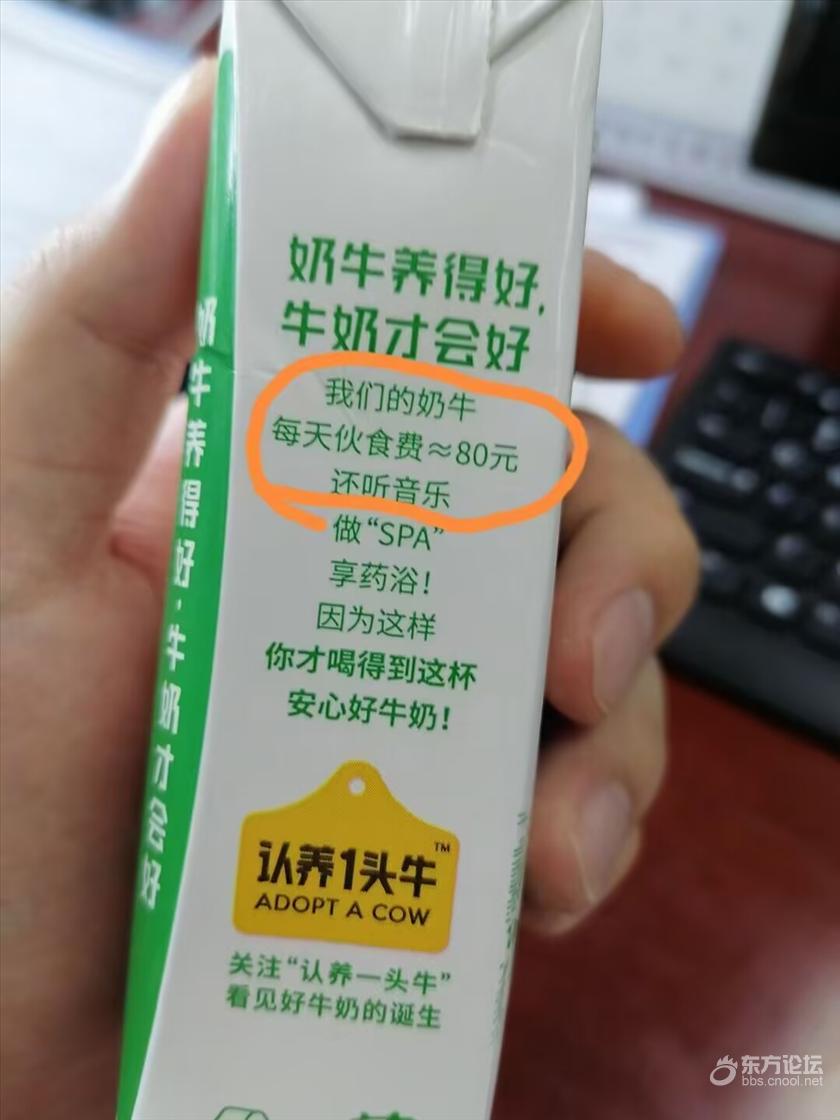 奶牛养得好,
牛奶才会好
我们的奶牛
每天伙食费≈80元
还听音乐
做“SPA”
享药浴！
因为这样
你才喝得到这杯
安心好牛奶！
认养1头牛™
ADOPT A COW
关注“认养一头牛”
看见好牛奶的诞生
奶牛养得好·牛奶才会好
东方论坛
bbs.cnool.net